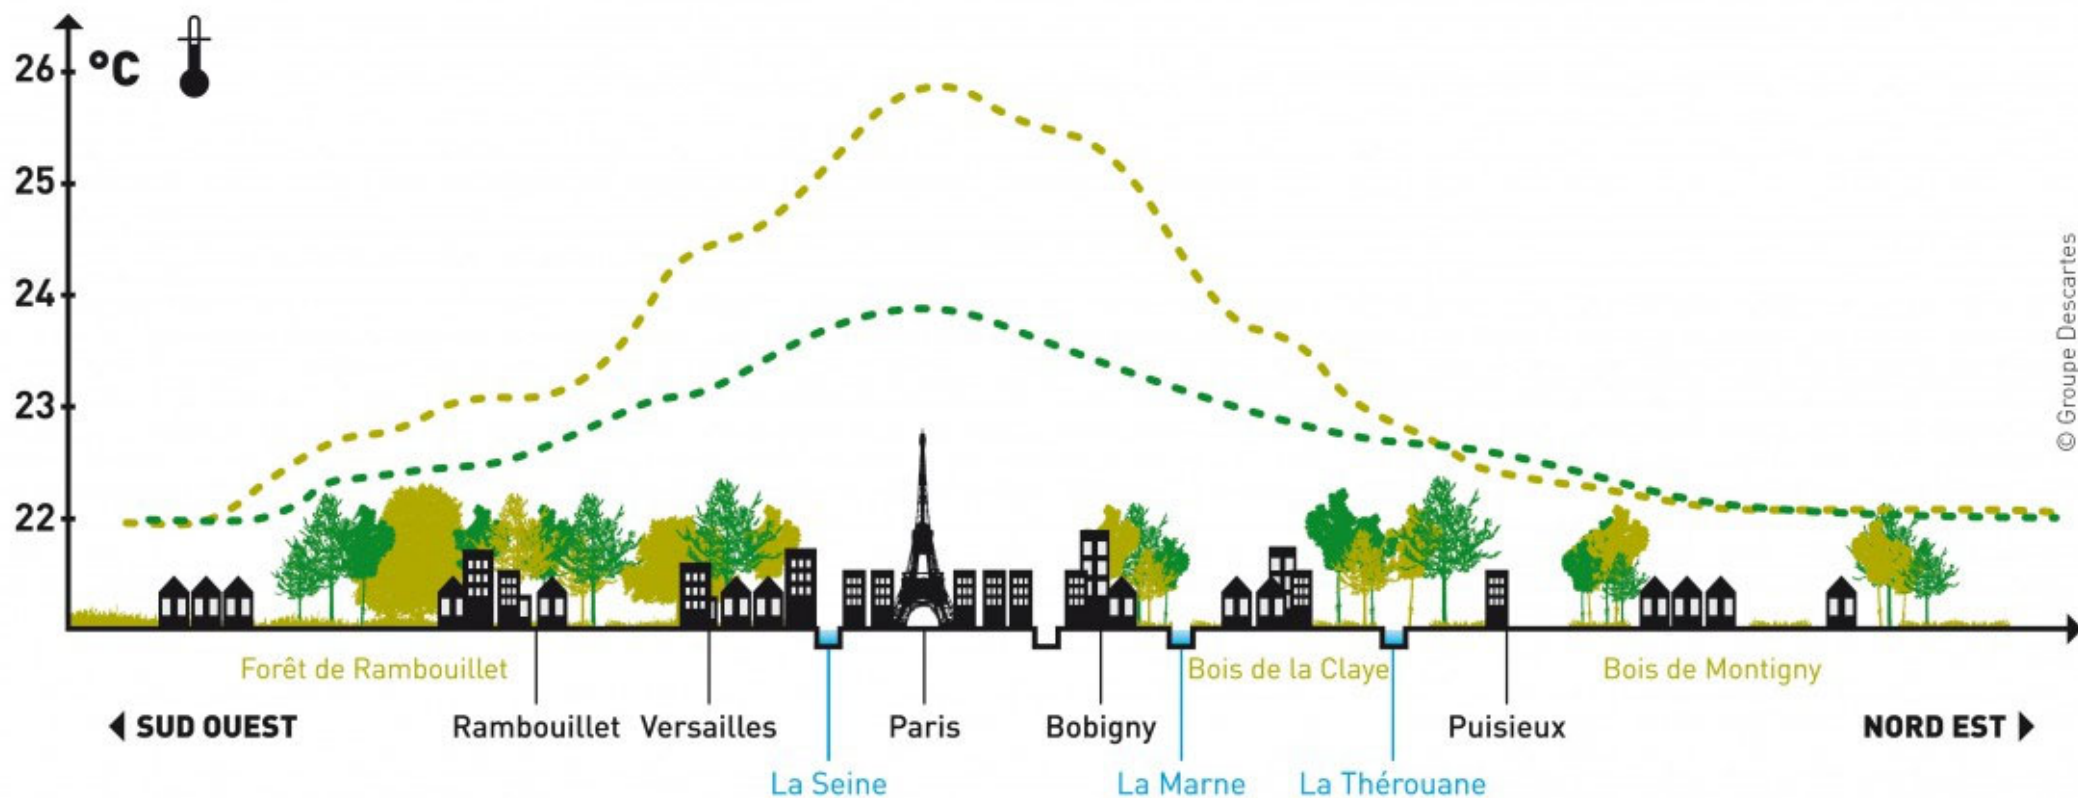 °C
26
25
24
23
22
© Groupe Descartes
Forêt de Rambouillet
Bois de la Claye
Bois de Montigny
SUD OUEST
Rambouillet
Versailles
Paris
Bobigny
Puisieux
NORD EST
La Seine
La Marne
La Thérouane